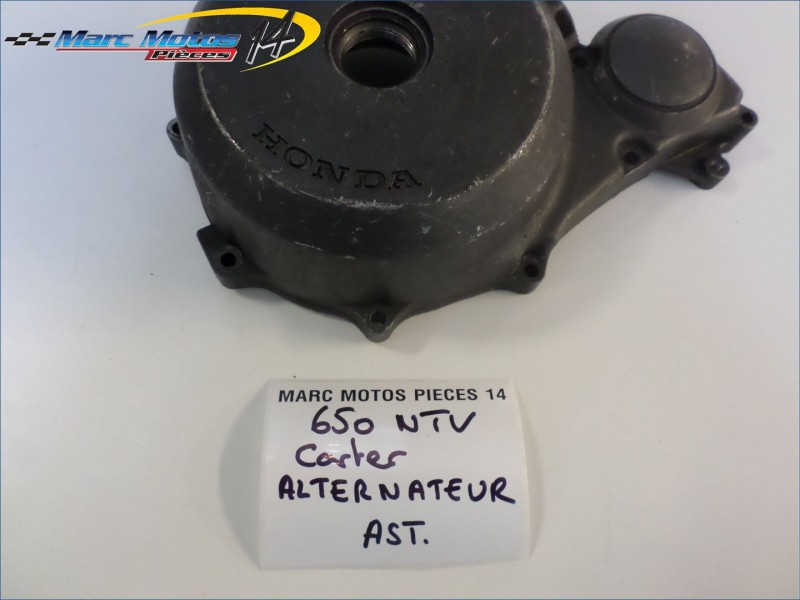 Marc Motos 14
Pièces
HONDA
MARC MOTOS PIECES 14
650 NTV
Carter
ALTERNATEUR
AST.